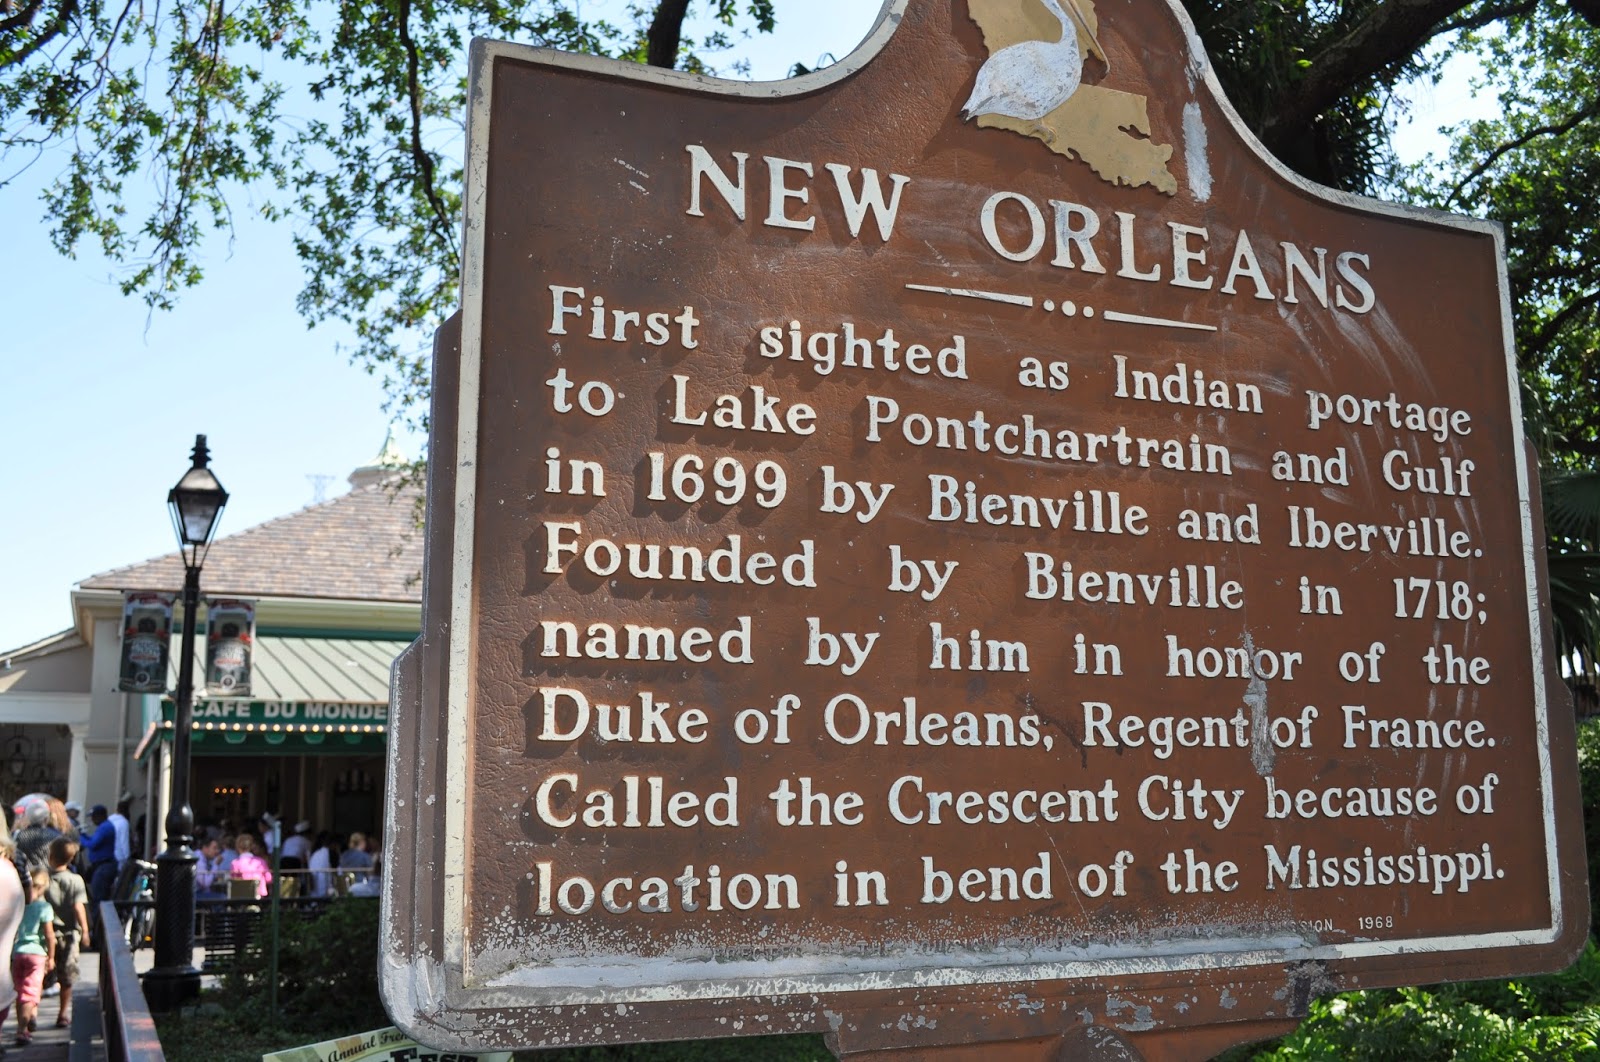 NEW ORLEANS
First sighted as Indian portage
to Lake Pontchartrain and Gulf
in 1699 by Bienville and Iberville.
Founded by Bienville in 1718;
named by him in honor of the
Duke of Orleans, Regent of France.
Called the Crescent City because of
location in bend of the Mississippi.
1968
CAFE DU MONDE
Annual